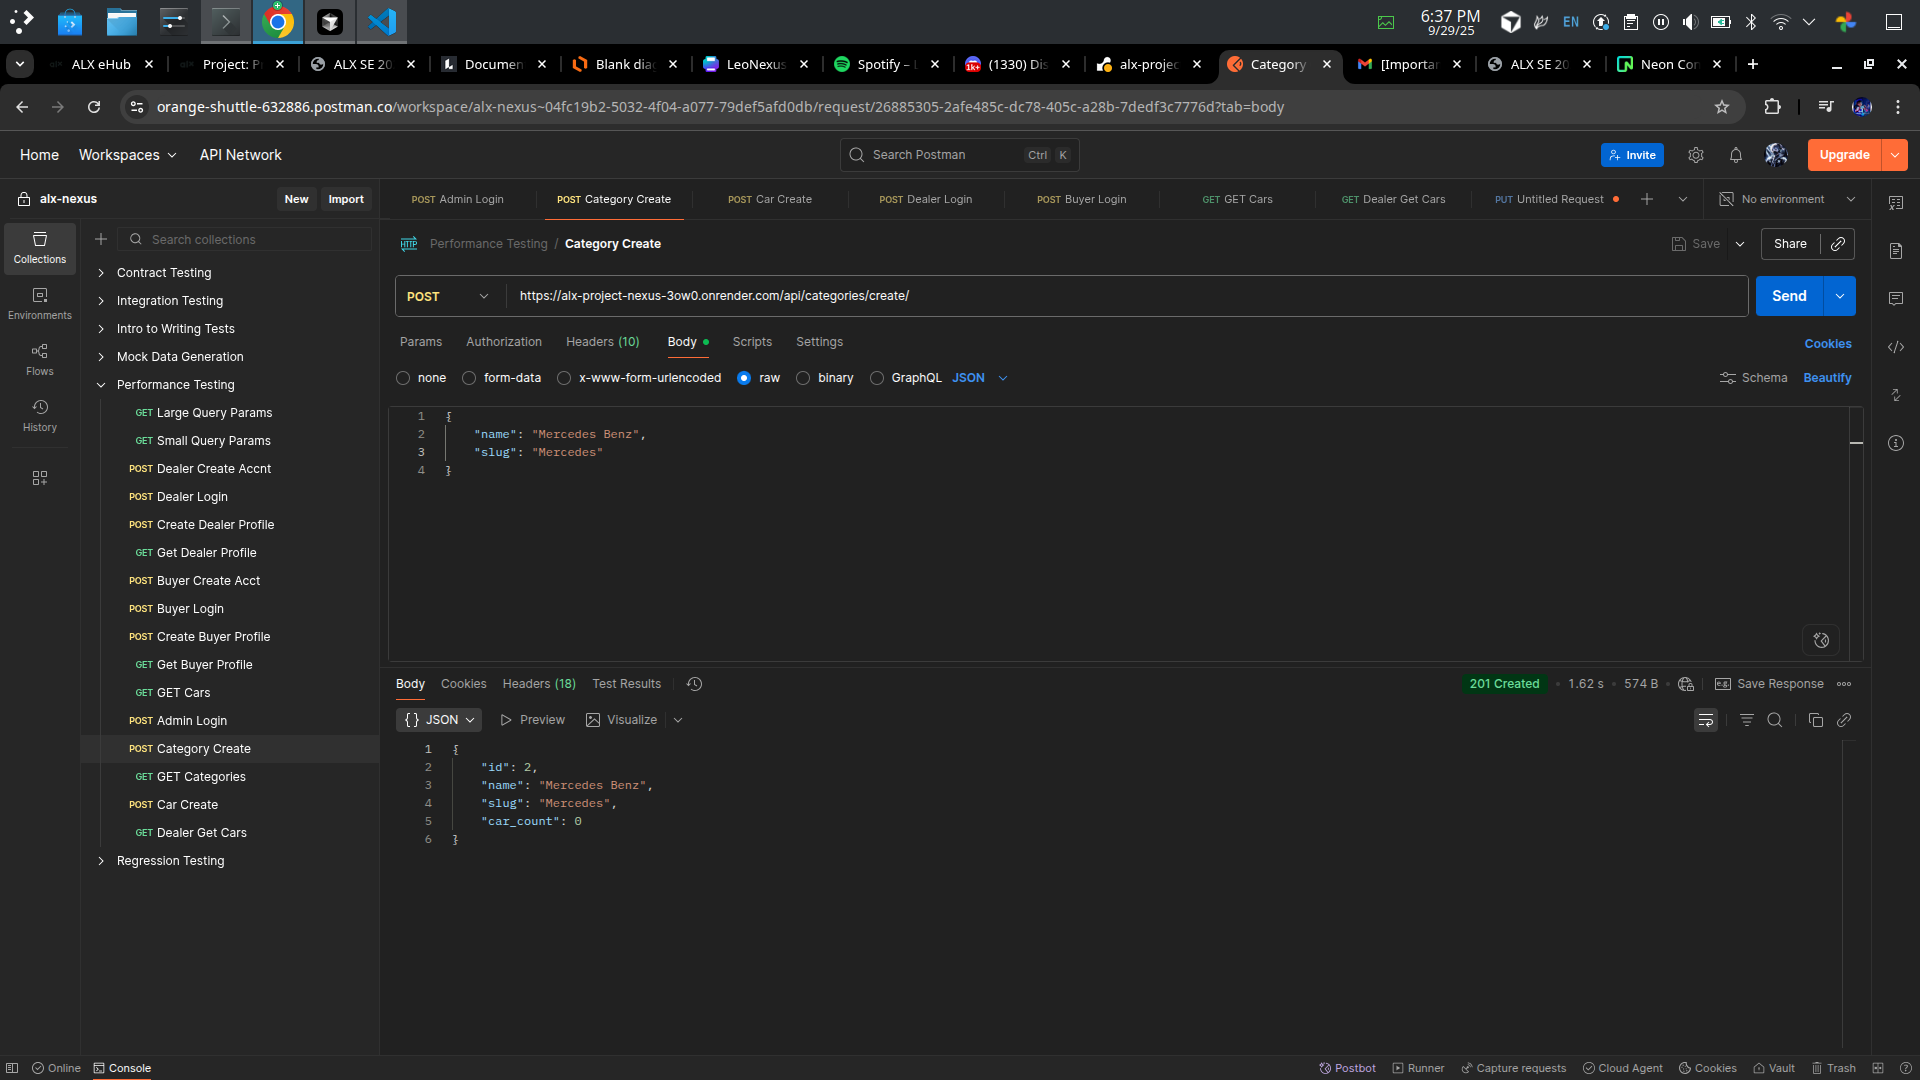 6:37 PM
9/29/25
EN
ALX eHub
Project: P
ALX SE 20
Documen
Blank dia
LeoNexus
Spotify – L
(1330) Dis
alx-projec
Category
[Importan
ALX SE 20
Neon Con
orange-shuttle-632886.postman.co/workspace/alx-nexus~04fc19b2-5032-4f04-a077-79def5afd0db/request/26885305-2afe485c-dc78-405c-a28b-7dedf3c7776d?tab=body
Home
Workspaces
API Network
Search Postman
Ctrl
K
Invite
Upgrade
alx-nexus
New
Import
POST Admin Login
POST Category Create
POST Car Create
POST Dealer Login
POST Buyer Login
GET GET Cars
GET Dealer Get Cars
PUT Untitled Request
No environment
Collections
Environments
Flows
History
Search collections
Contract Testing
Integration Testing
Intro to Writing Tests
Mock Data Generation
Performance Testing
GET Large Query Params
GET Small Query Params
POST Dealer Create Accnt
POST Dealer Login
POST Create Dealer Profile
GET Get Dealer Profile
POST Buyer Create Acct
POST Buyer Login
POST Create Buyer Profile
GET Get Buyer Profile
GET GET Cars
POST Admin Login
POST Category Create
GET GET Categories
POST Car Create
GET Dealer Get Cars
Regression Testing
HTTP
Performance Testing / Category Create
Save
Share
POST
https://alx-project-nexus-3ow0.onrender.com/api/categories/create/
Send
Params
Authorization
Headers (10)
Body
Scripts
Settings
Cookies
none
form-data
x-www-form-urlencoded
raw
binary
GraphQL
JSON
Schema
Beautify
1 {
2 "name": "Mercedes Benz",
3 "slug": "Mercedes"
4 }
Body
Cookies
Headers (18)
Test Results
201 Created
1.62 s
574 B
e.g.
Save Response
{ } JSON
Preview
Visualize
1 {
2 "id": 2,
3 "name": "Mercedes Benz",
4 "slug": "Mercedes",
5 "car_count": 0
6 }
Online
Console
Postbot
Runner
Capture requests
Cloud Agent
Cookies
Vault
Trash